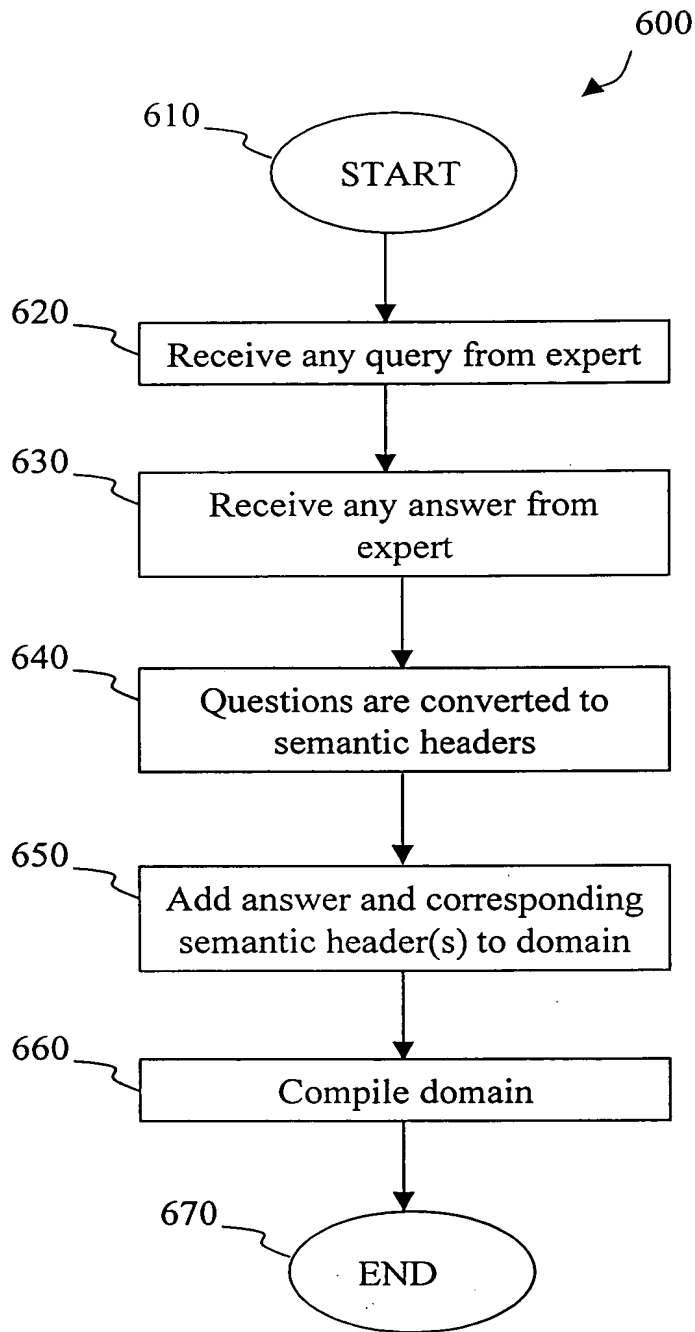 600
610
START
620
Receive any query from expert
630
Receive any answer from
expert
640
Questions are converted to
semantic headers
650
Add answer and corresponding
semantic header(s) to domain
660
Compile domain
670
END